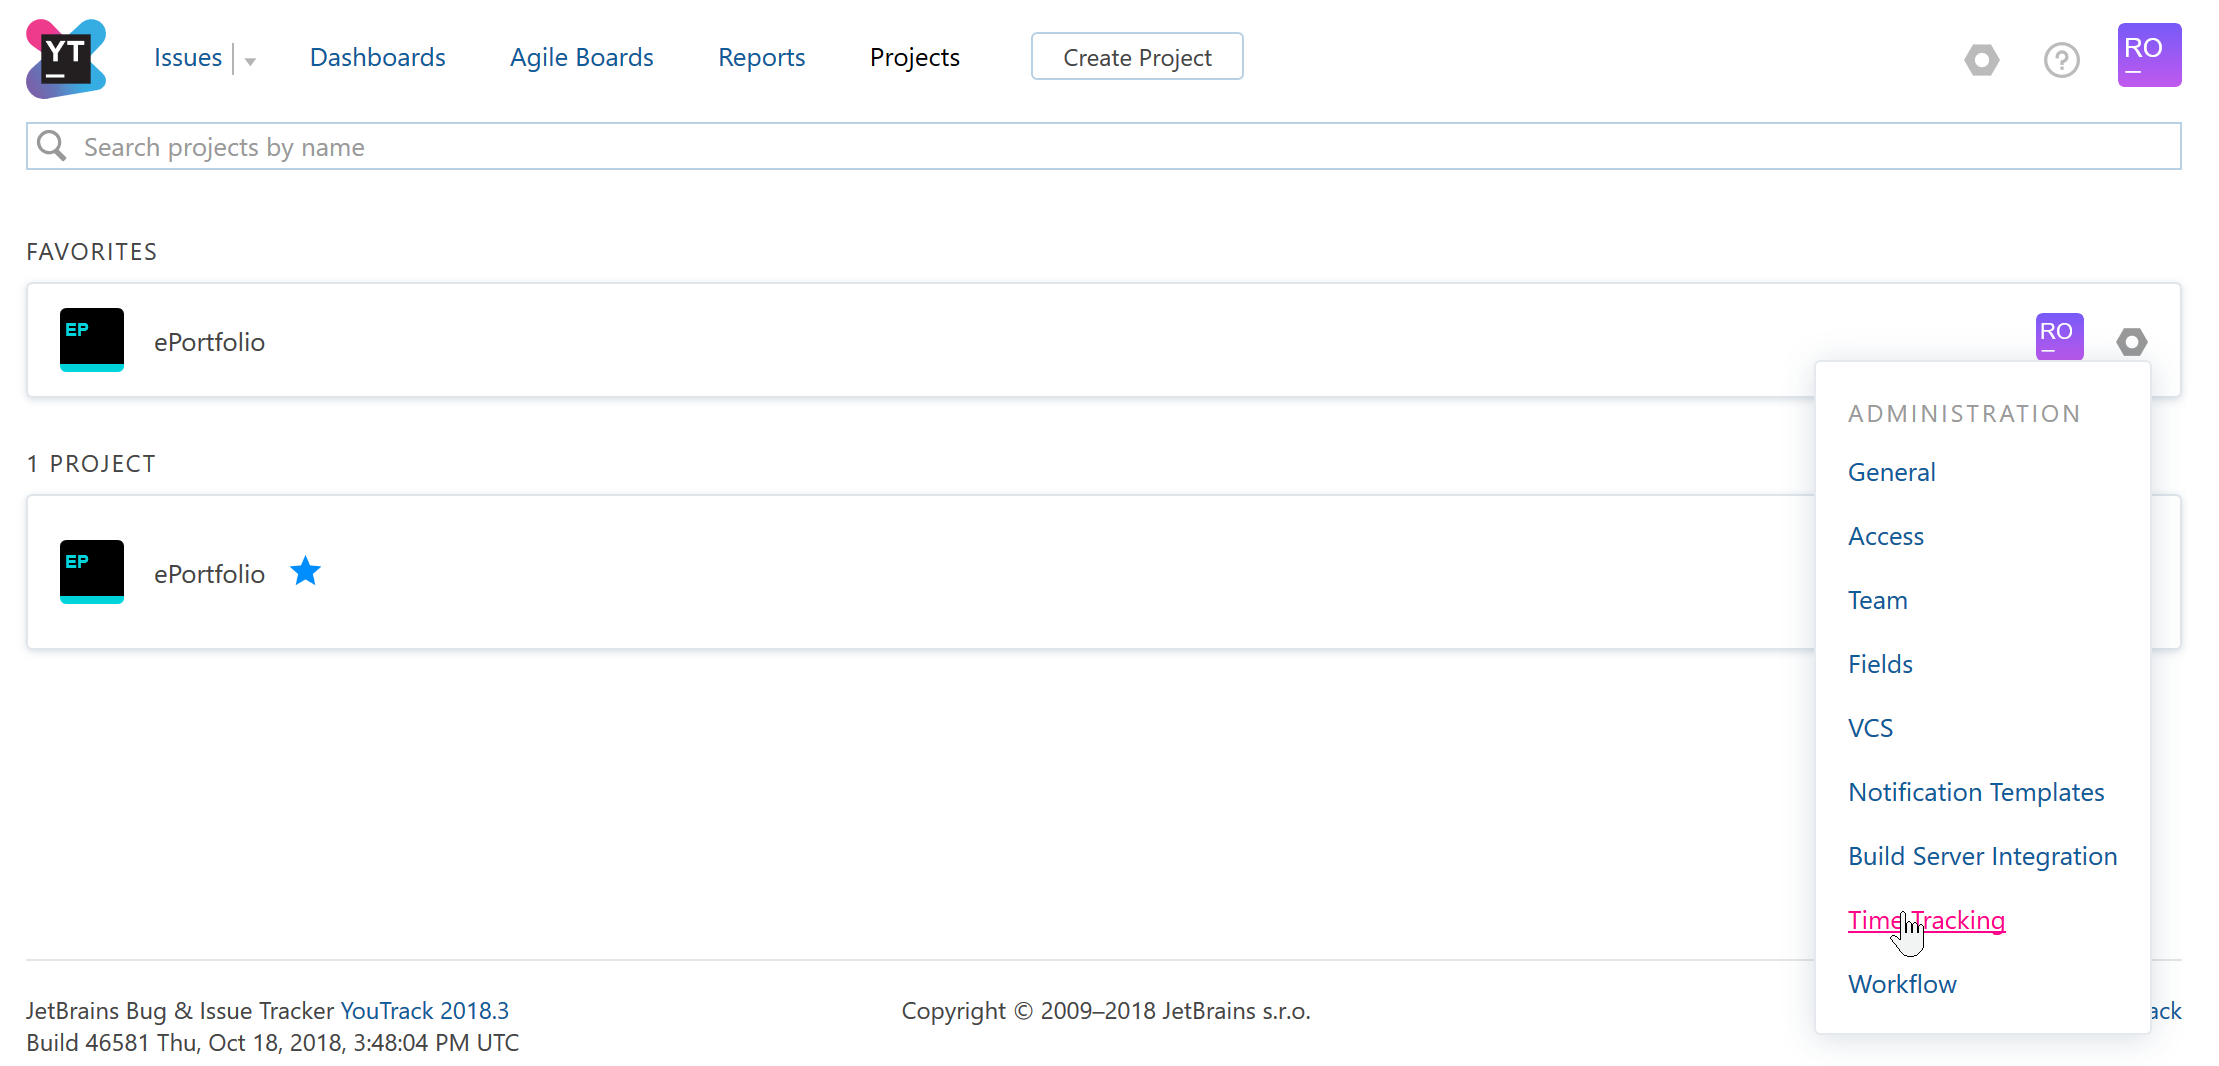 YT
Issues
Dashboards
Agile Boards
Reports
Projects
Create Project
RO
Search projects by name
FAVORITES
EP
ePortfolio
RO
ADMINISTRATION
General
Access
Team
Fields
VCS
Notification Templates
Build Server Integration
Time Tracking
Workflow
1 PROJECT
EP
ePortfolio
JetBrains Bug & Issue Tracker YouTrack 2018.3
Build 46581 Thu, Oct 18, 2018, 3:48:04 PM UTC
Copyright © 2009–2018 JetBrains s.r.o.
ack